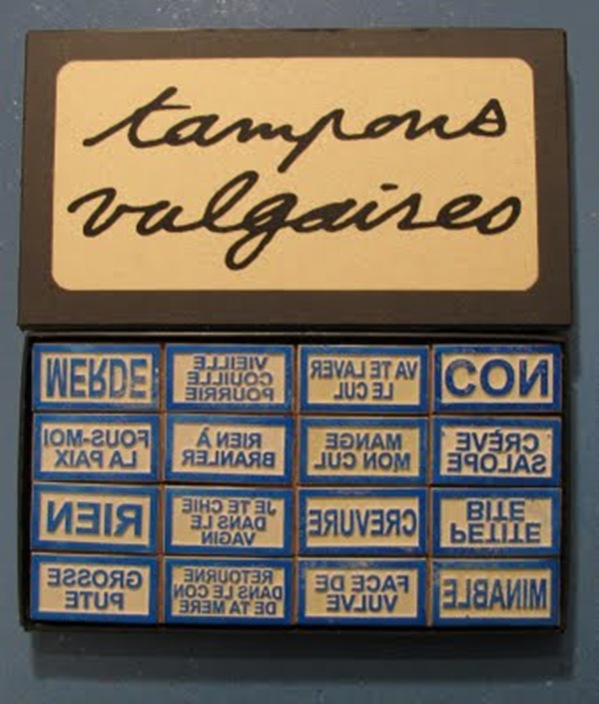 tampons
vulgaires
MERDE
VIEILLE
COUILLE
POURRIE
VA TE LAVER
LE CUL
CON
FOUS-MOI
LA PAIX
RIEN À
BRANLER
MANGE
MON CUL
CRÈVE
SALOPE
RIEN
JE TE CHIE
DANS LE
VAGIN
CREVURE
PETITE
BITE
GROSSE
PUTE
RETOURNE
DANS LE CON
DE TA MERE
FACE DE
VULVE
MINABLE